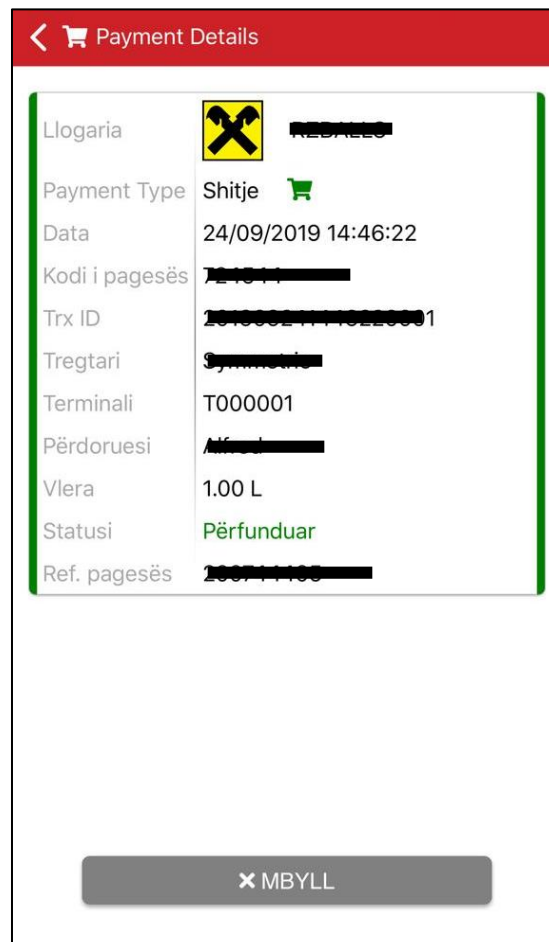 Payment Details
Llogaria
Payment Type Shitje
Data 24/09/2019 14:46:22
Kodi i pagesës
Trx ID
Tregtari
Terminali T000001
Përdoruesi
Vlera 1.00 L
Statusi Përfunduar
Ref. pagesës
MBYLL